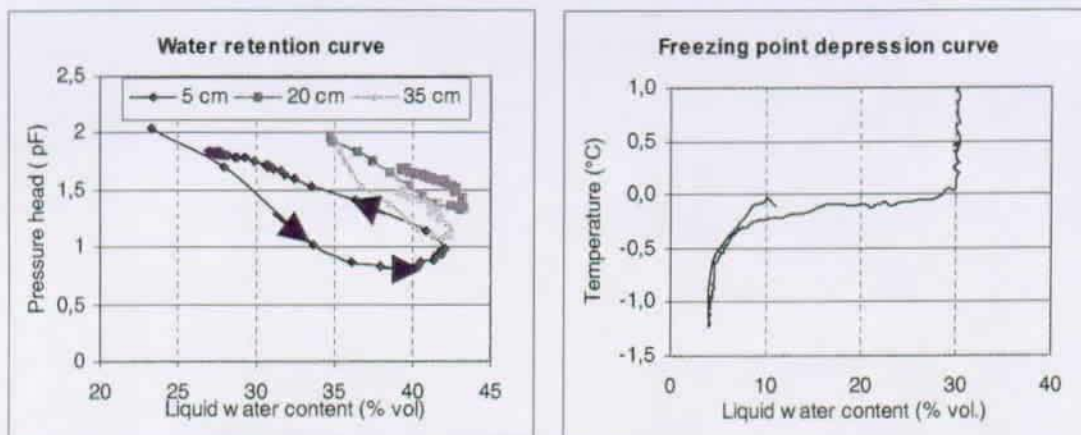 Water retention curve
5 cm 20 cm 35 cm
Pressure head ( pF)
2,5
2
1,5
1
0,5
0
20 25 30 35 40 45
Liquid water content (% vol)
Freezing point depression curve
Temperature (°C)
1,0
0,5
0,0
-0,5
-1,0
-1,5
0 10 20 30 40
Liquid water content (% vol.)